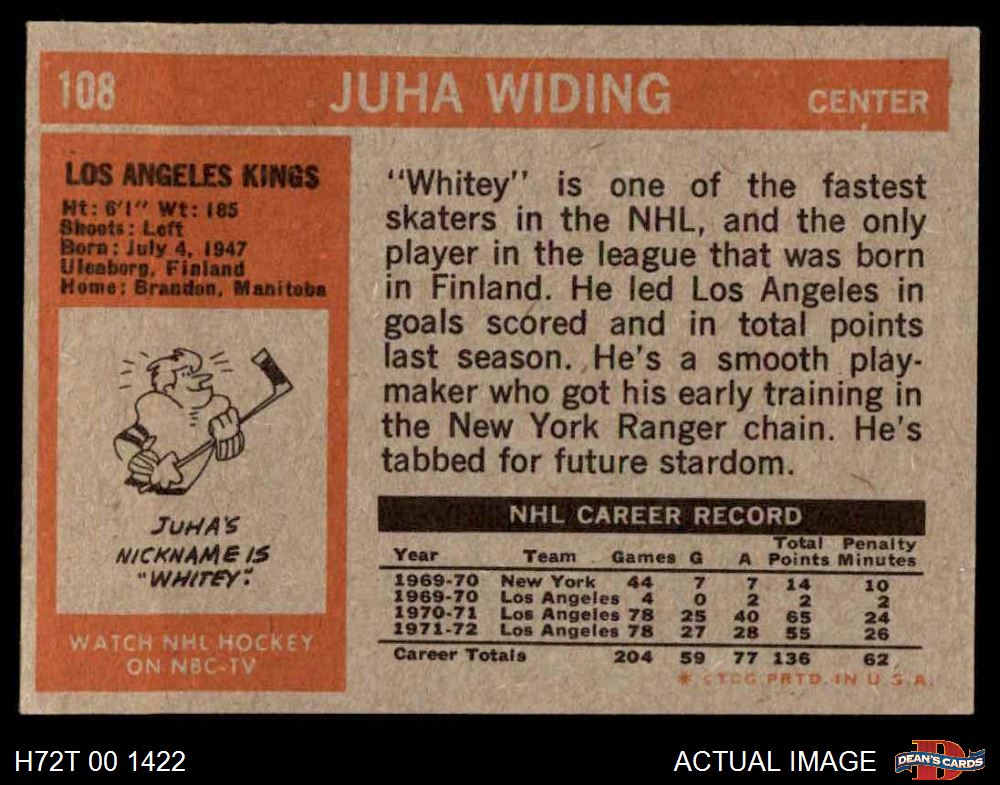 108 JUHA WIDING CENTER
LOS ANGELES KINGS
Ht: 6'1" Wt: 185
Shoots: Left
Born: July 4, 1947
Uleaborg, Finland
Home: Brandon, Manitoba
JUHA'S
NICKNAME IS
"WHITEY".
WATCH NHL HOCKEY
ON NBC-TV
"Whitey" is one of the fastest
skaters in the NHL, and the only
player in the league that was born
in Finland. He led Los Angeles in
goals scored and in total points
last season. He's a smooth play-
maker who got his early training in
the New York Ranger chain. He's
tabbed for future stardom.
NHL CAREER RECORD
Year Team Games G A Total Points Penalty Minutes
1969-70 New York 44 7 7 14 10
1969-70 Los Angeles 4 0 2 2 2
1970-71 Los Angeles 78 25 40 65 24
1971-72 Los Angeles 78 27 28 55 26
Career Totals 204 59 77 136 62
* © T.C.G. PRTD. IN U.S.A.
H72T 00 1422 ACTUAL IMAGE DEAN'S CARDS